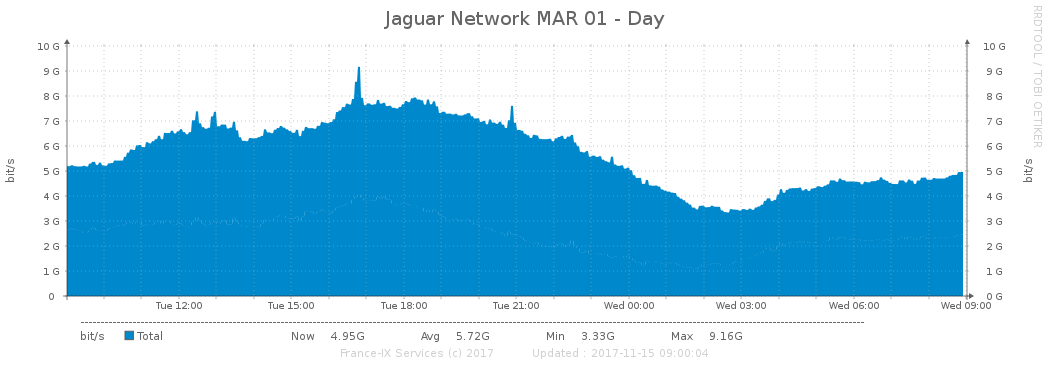 Jaguar Network MAR 01 - Day
RRDTOOL / TOBI OETIKER
10 G 10 G
9 G 9 G
8 G 8 G
7 G 7 G
6 G 6 G
5 G 5 G
4 G 4 G
3 G 3 G
2 G 2 G
1 G 1 G
0 0 G
bit/s bit/s
Tue 12:00 Tue 15:00 Tue 18:00 Tue 21:00 Wed 00:00 Wed 03:00 Wed 06:00 Wed 09:00
bit/s Total Now 4.95G Avg 5.72G Min 3.33G Max 9.16G
France-IX Services (c) 2017 Updated : 2017-11-15 09:00:04